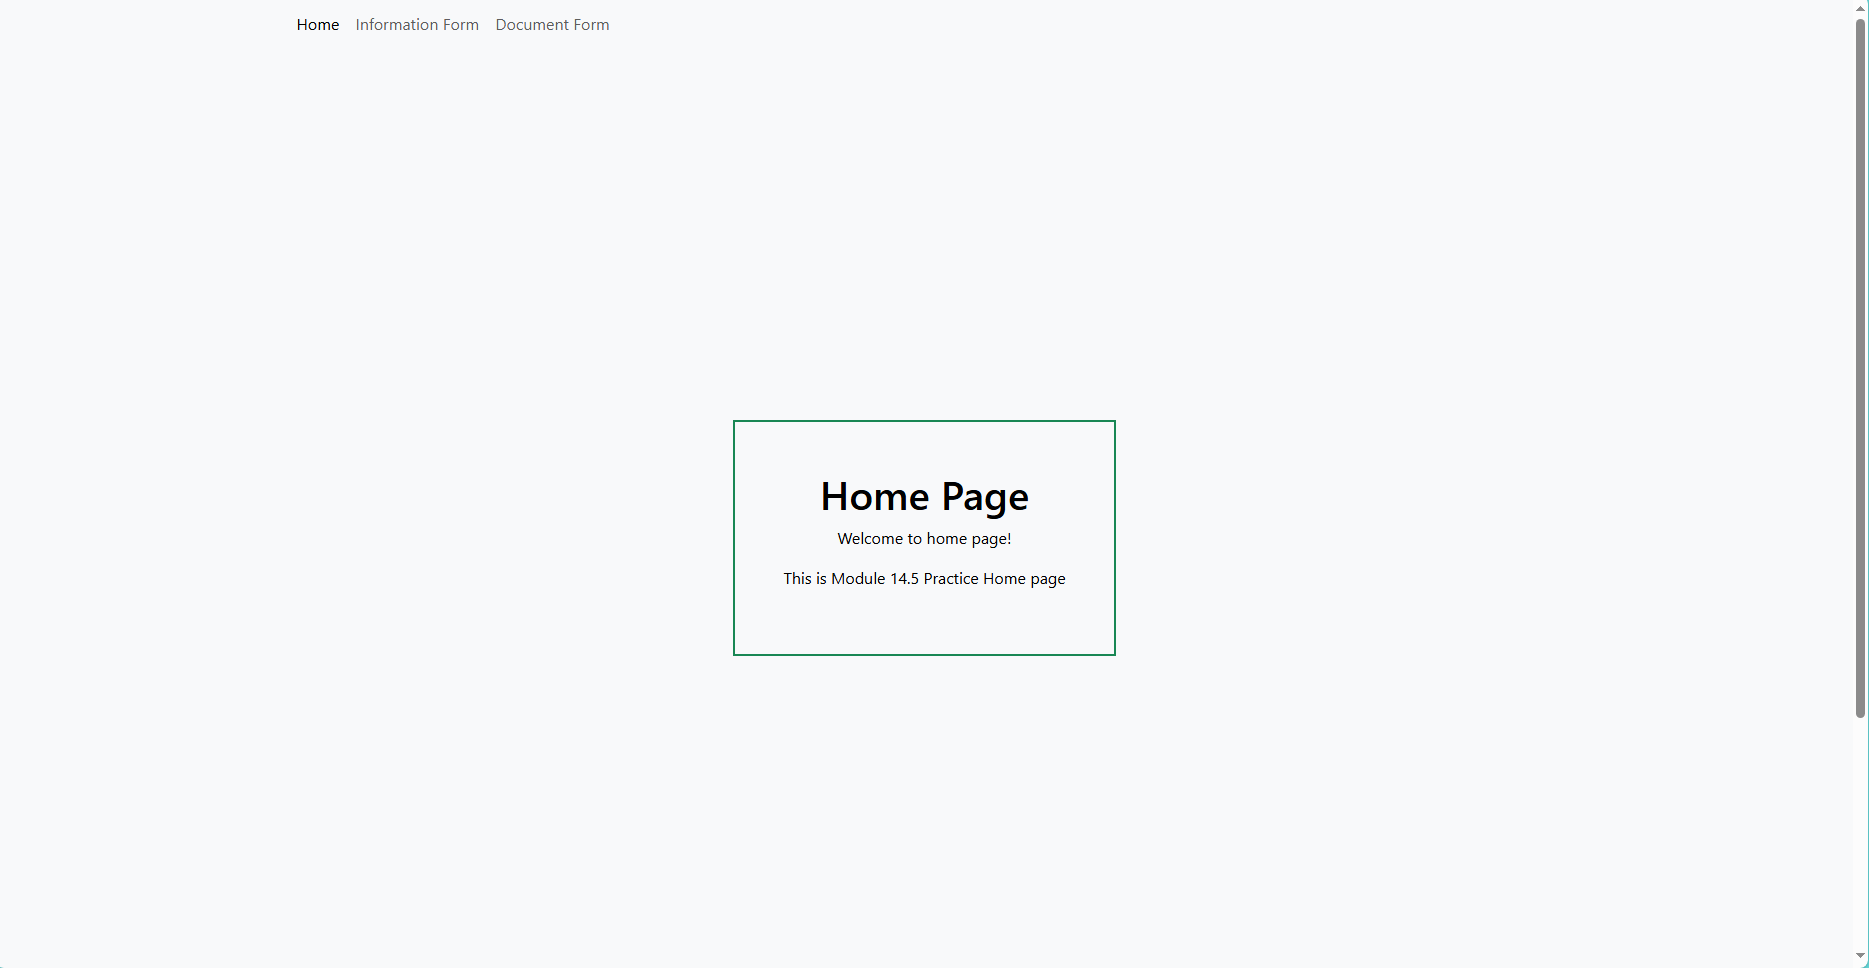 Home Information Form Document Form
Home Page
Welcome to home page!
This is Module 14.5 Practice Home page